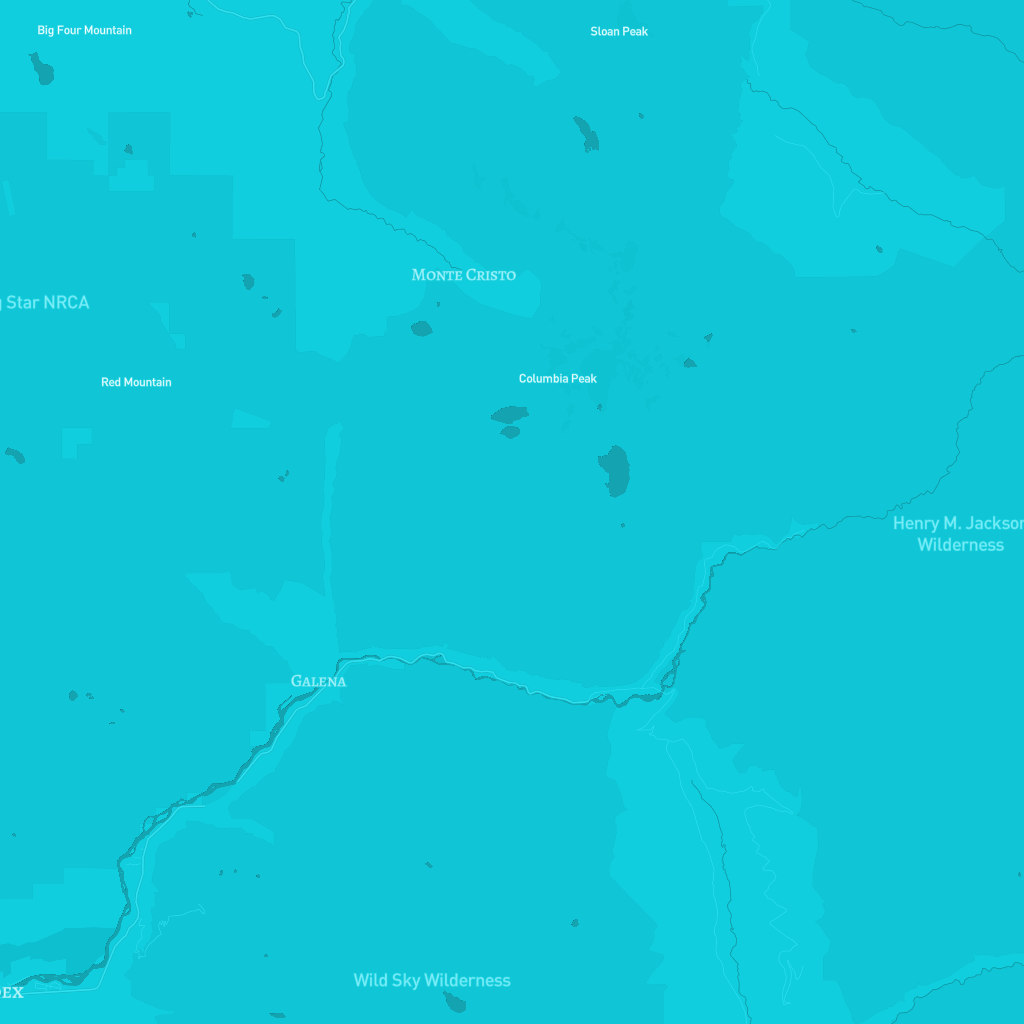 Big Four Mountain
Sloan Peak
Monte Cristo
Star NRCA
Columbia Peak
Red Mountain
Henry M. Jackson
Wilderness
Galena
Wild Sky Wilderness